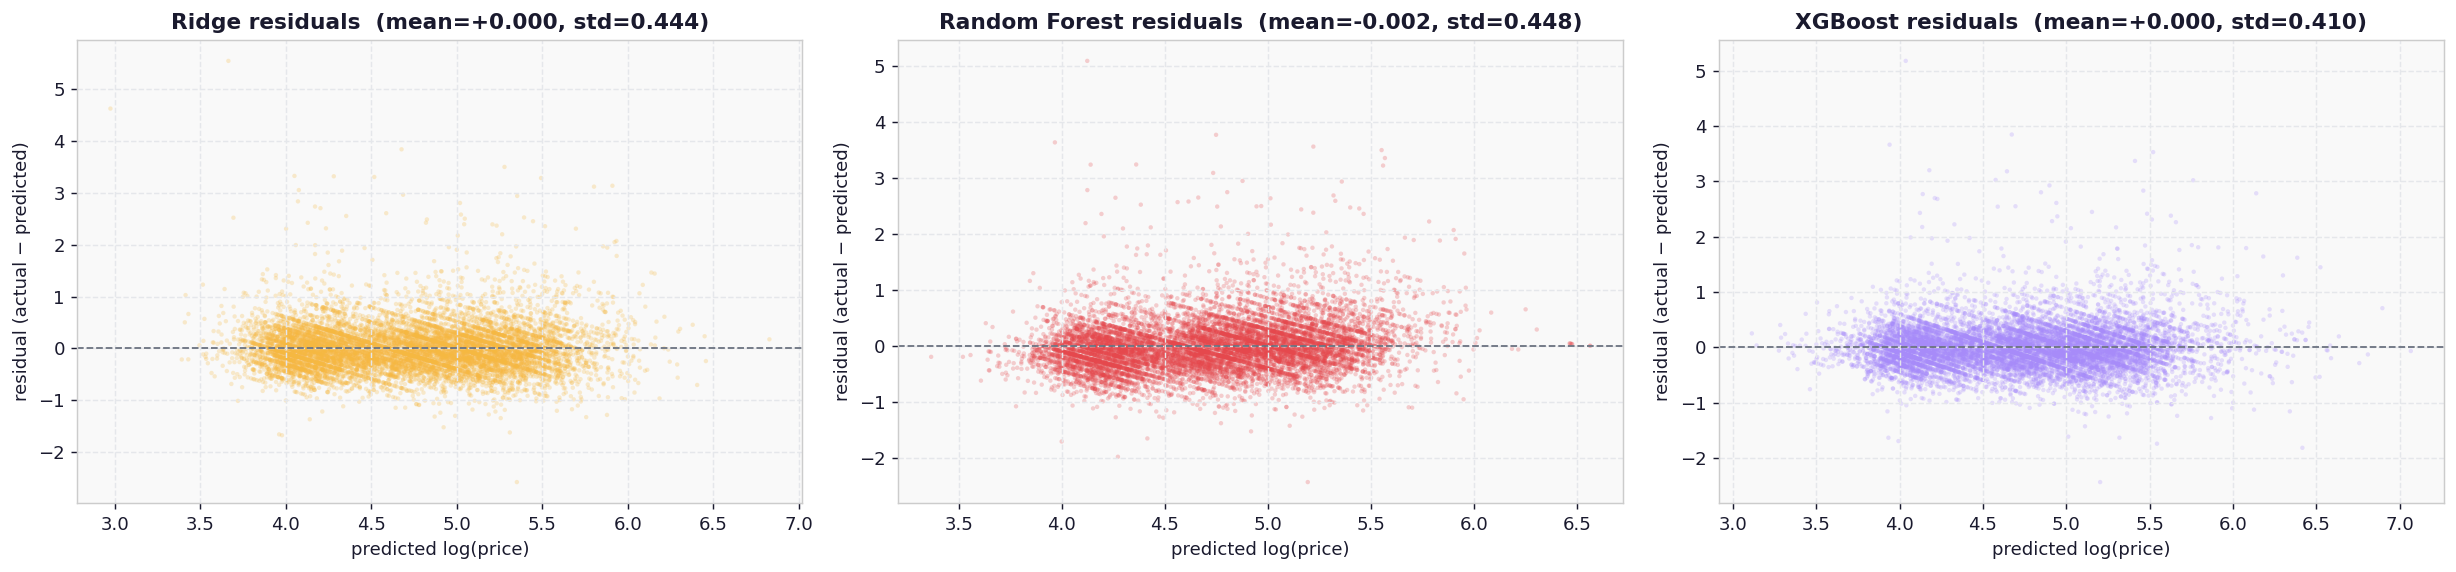 Ridge residuals  (mean=+0.000, std=0.444)
residual (actual − predicted)
5
4
3
2
1
0
−1
−2
3.0 3.5 4.0 4.5 5.0 5.5 6.0 6.5 7.0
predicted log(price)
Random Forest residuals  (mean=-0.002, std=0.448)
residual (actual − predicted)
5
4
3
2
1
0
−1
−2
3.5 4.0 4.5 5.0 5.5 6.0 6.5
predicted log(price)
XGBoost residuals  (mean=+0.000, std=0.410)
residual (actual − predicted)
5
4
3
2
1
0
−1
−2
3.0 3.5 4.0 4.5 5.0 5.5 6.0 6.5 7.0
predicted log(price)